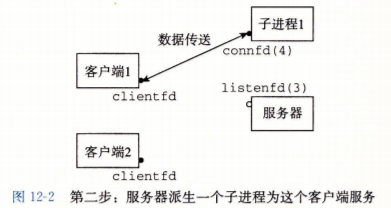 子进程1
数据传送
connfd(4)
客户端1
listenfd(3)
clientfd
服务器
客户端2
clientfd
图 12-2 第二步：服务器派生一个子进程为这个客户端服务